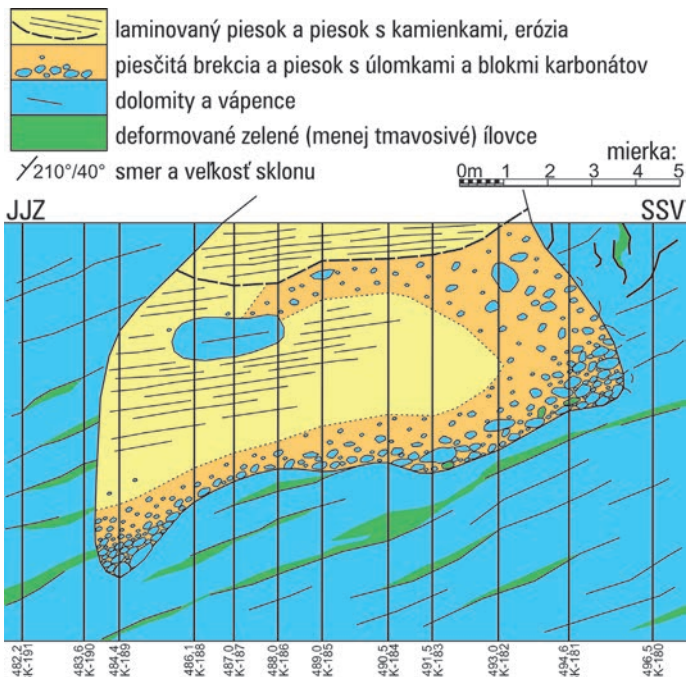 laminovaný piesok a piesok s kamienkami, erózia
piesčitá brekcia a piesok s úlomkami a blokmi karbonátov
dolomity a vápence
deformované zelené (menej tmavosivé) ílovce
210°/40° smer a veľkosť sklonu
mierka:
0m 1 2 3 4 5
JJZ SSV
482,2 K-191
483,6 K-190
484,4 K-189
486,1 K-188
487,0 K-187
488,0 K-186
489,0 K-185
490,5 K-184
491,5 K-183
493,0 K-182
494,6 K-181
496,5 K-180